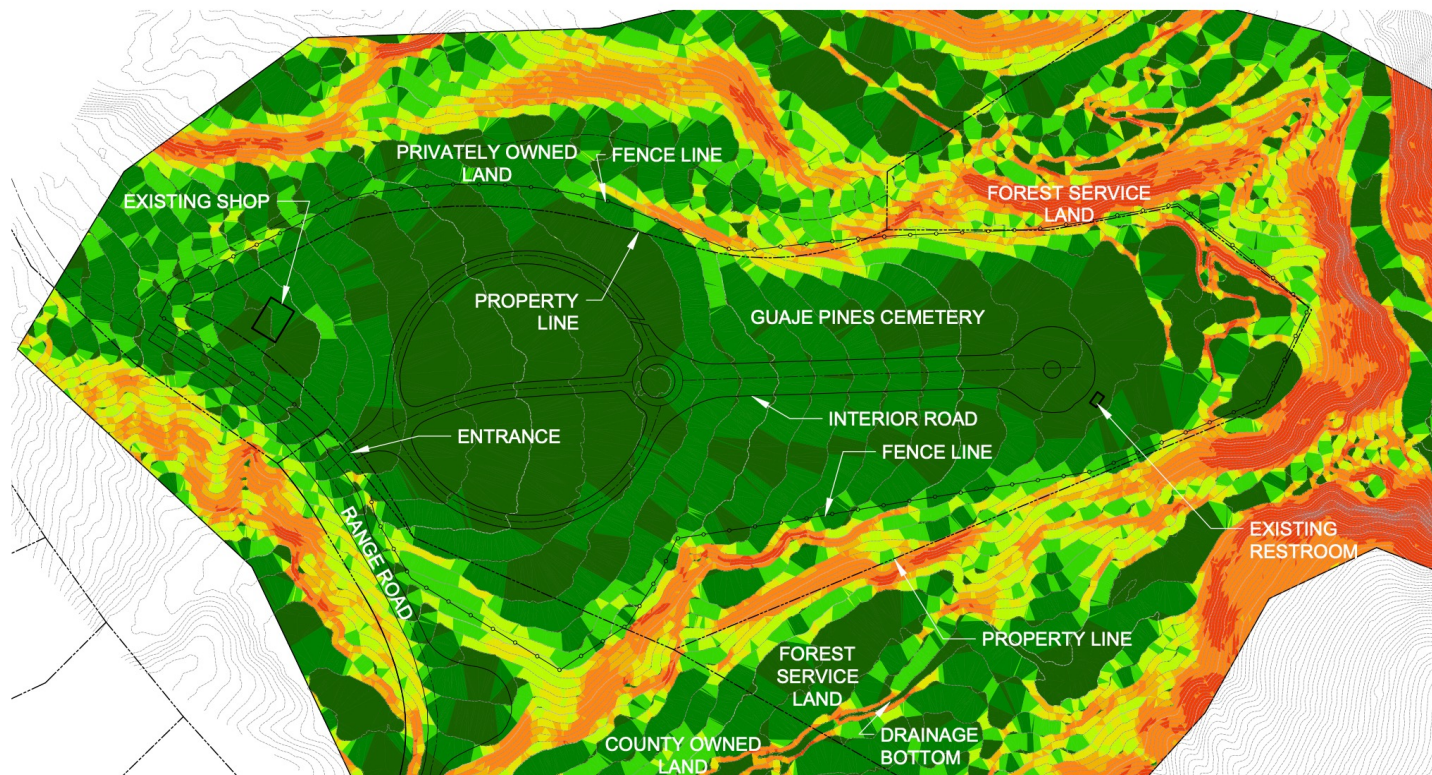 PRIVATELY OWNED
LAND
FENCE LINE
EXISTING SHOP
FOREST SERVICE
LAND
PROPERTY
LINE
GUAJE PINES CEMETERY
INTERIOR ROAD
ENTRANCE
FENCE LINE
RANGE ROAD
EXISTING
RESTROOM
PROPERTY LINE
FOREST
SERVICE
LAND
DRAINAGE
BOTTOM
COUNTY OWNED
LAND